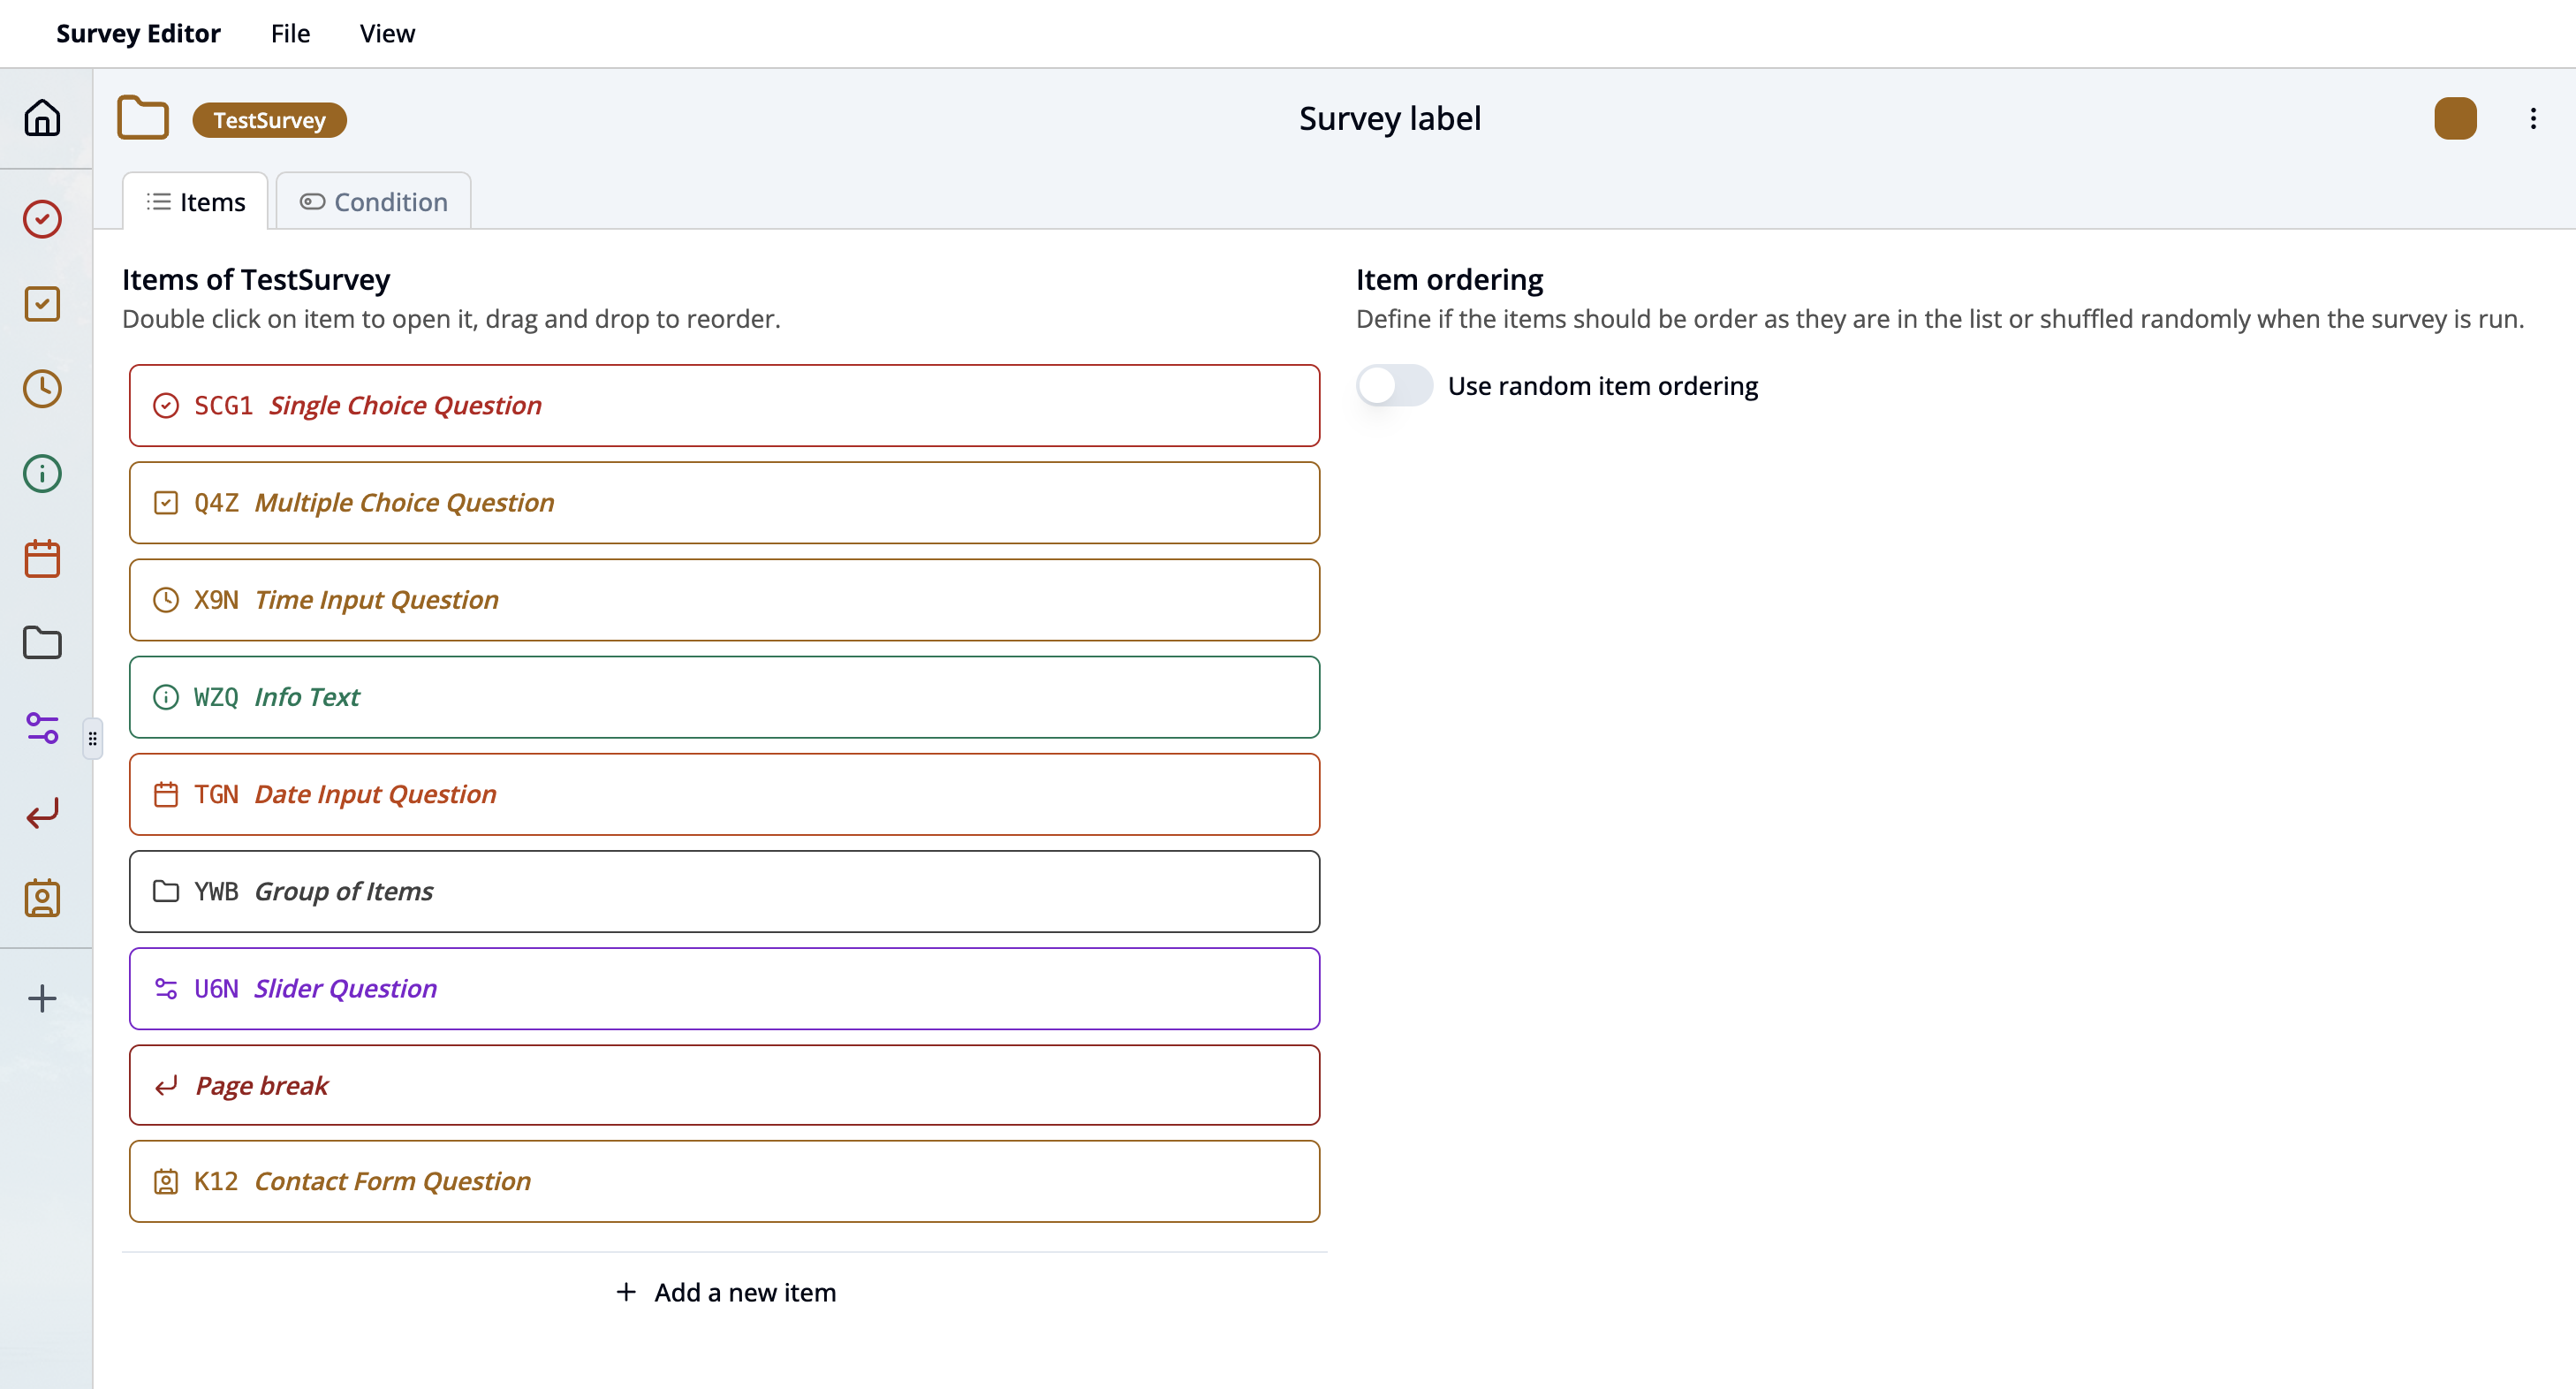 Survey Editor File View
TestSurvey
Survey label
Items
Condition
Items of TestSurvey
Double click on item to open it, drag and drop to reorder.
SCG1 Single Choice Question
Q4Z Multiple Choice Question
X9N Time Input Question
WZQ Info Text
TGN Date Input Question
YWB Group of Items
U6N Slider Question
Page break
K12 Contact Form Question
Add a new item
Item ordering
Define if the items should be order as they are in the list or shuffled randomly when the survey is run.
Use random item ordering